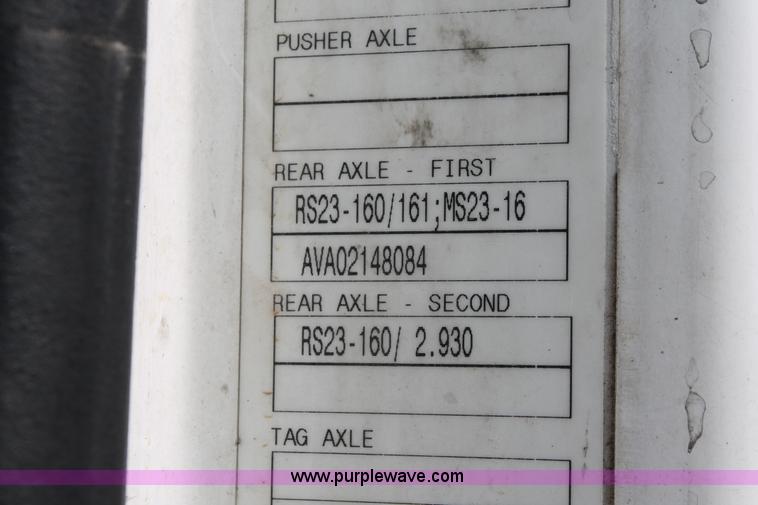 PUSHER AXLE
REAR AXLE - FIRST
RS23-160/161;MS23-16
AVA02148084
REAR AXLE - SECOND
RS23-160/ 2.930
TAG AXLE
www.purplewave.com